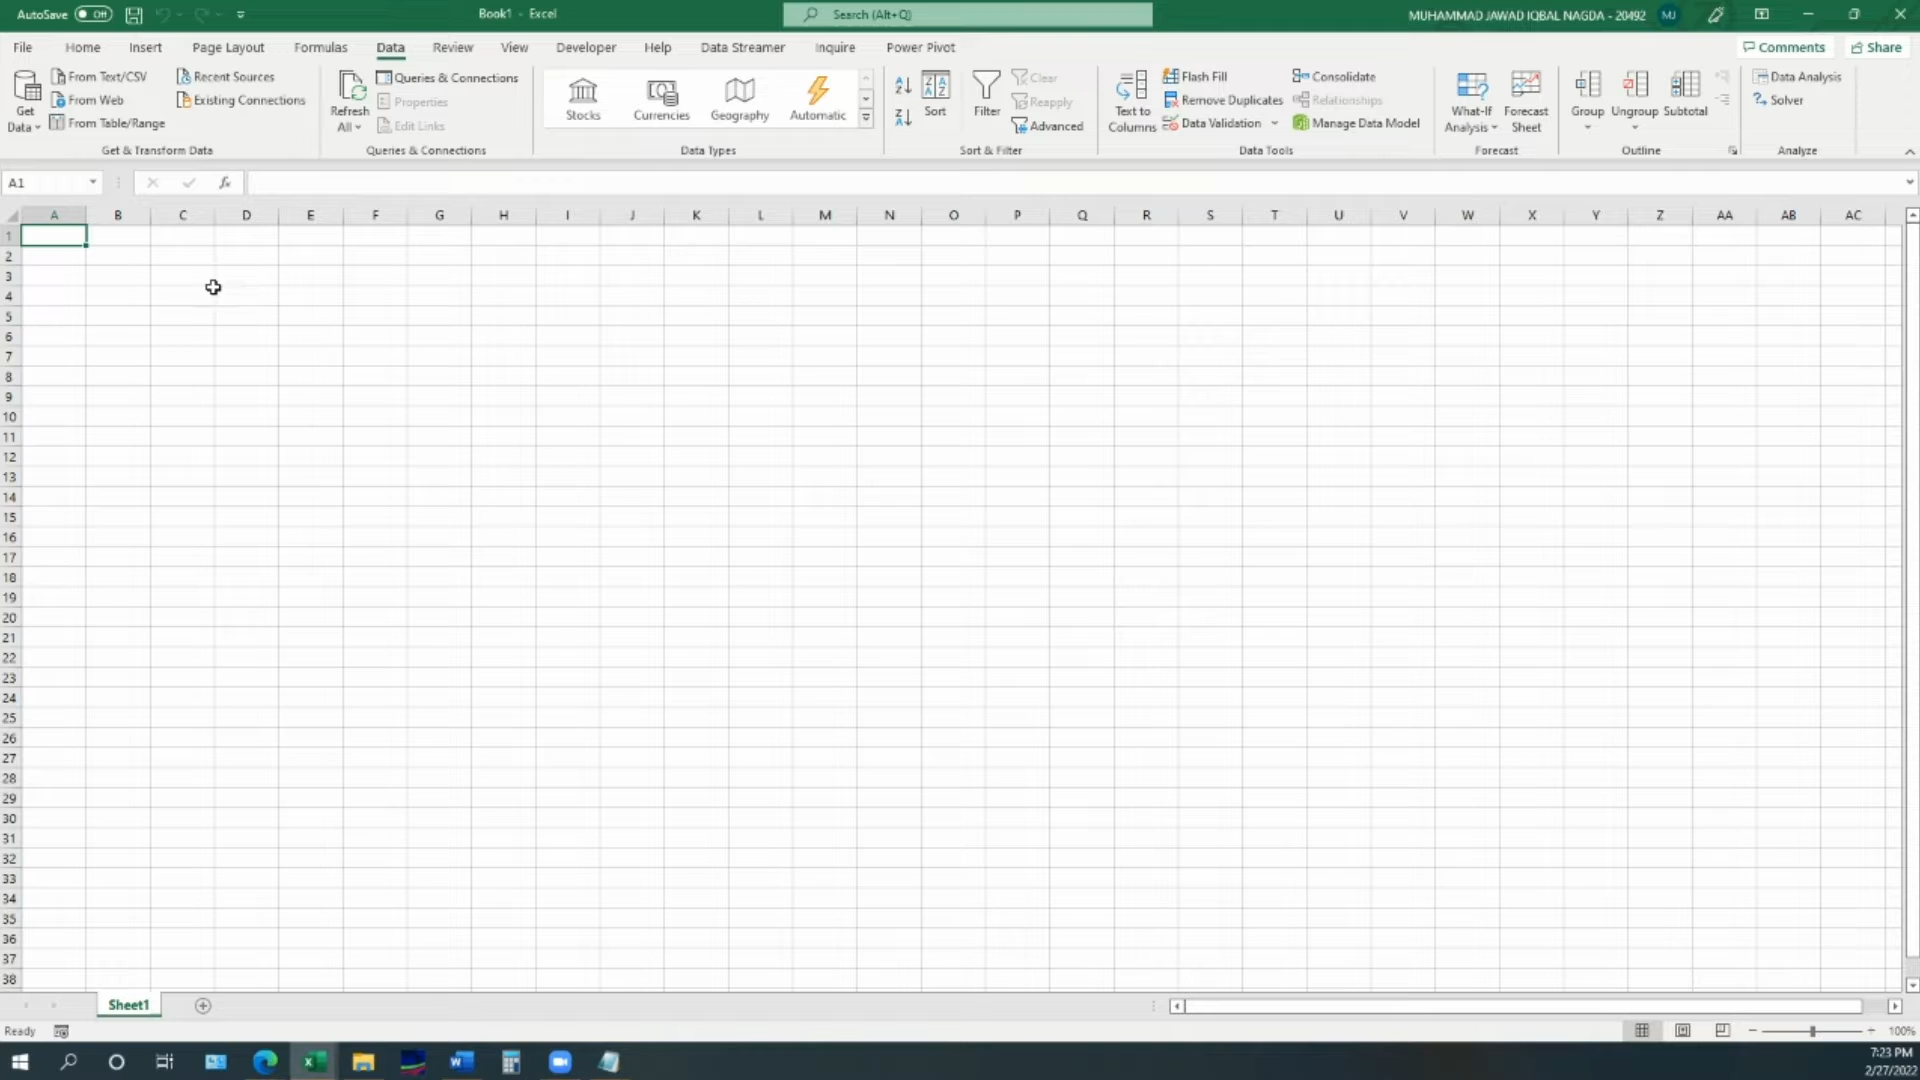 AutoSave Off Book1 - Excel Search (Alt+Q) MUHAMMAD JAWAD IQBAL NAGDA - 20492 MJ
File Home Insert Page Layout Formulas Data Review View Developer Help Data Streamer Inquire Power Pivot Comments Share
Get Data
From Text/CSV
From Web
From Table/Range
Recent Sources
Existing Connections
Get & Transform Data
Refresh All
Queries & Connections
Properties
Edit Links
Queries & Connections
Stocks Currencies Geography Automatic
Data Types
Sort
Filter
Clear
Reapply
Advanced
Sort & Filter
Text to Columns
Flash Fill
Remove Duplicates
Data Validation
Consolidate
Relationships
Manage Data Model
Data Tools
What-If Analysis
Forecast Sheet
Forecast
Group Ungroup Subtotal
Outline
Data Analysis
Solver
Analyze
A1 fx
A B C D E F G H I J K L M N O P Q R S T U V W X Y Z AA AB AC
1
2
3
4
5
6
7
8
9
10
11
12
13
14
15
16
17
18
19
20
21
22
23
24
25
26
27
28
29
30
31
32
33
34
35
36
37
38
Sheet1
Ready 100%
7:23 PM
2/27/2022